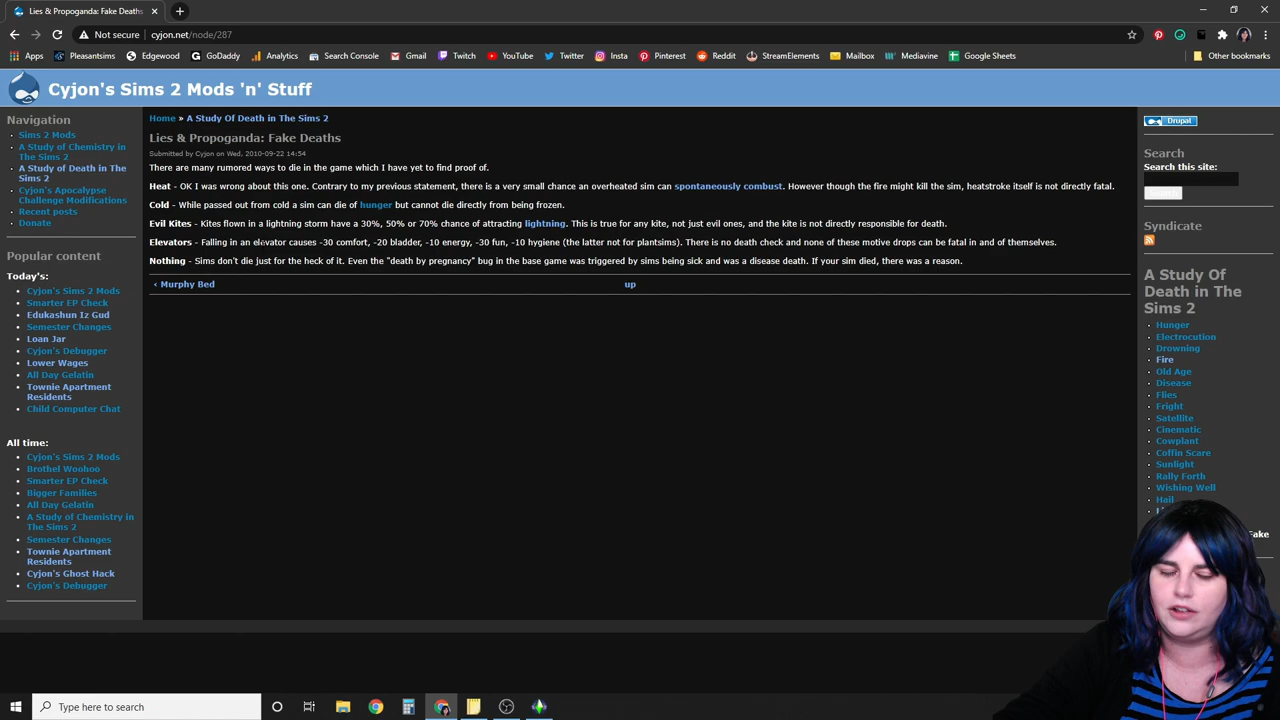 Lies & Propoganda: Fake Deaths
Not secure | cyjon.net/node/287
Apps Pleasantsims Edgewood GoDaddy Analytics Search Console Gmail Twitch YouTube Twitter Insta Pinterest Reddit StreamElements Mailbox Mediavine Google Sheets Other bookmarks
Cyjon's Sims 2 Mods 'n' Stuff
Navigation
Sims 2 Mods
A Study of Chemistry in
The Sims 2
A Study of Death in The
Sims 2
Cyjon's Apocalypse
Challenge Modifications
Recent posts
Donate
Popular content
Today's:
Cyjon's Sims 2 Mods
Smarter EP Check
Edukashun Iz Gud
Semester Changes
Loan Jar
Cyjon's Debugger
Lower Wages
All Day Gelatin
Townie Apartment
Residents
Child Computer Chat
All time:
Cyjon's Sims 2 Mods
Brothel Woohoo
Smarter EP Check
Bigger Families
All Day Gelatin
A Study of Chemistry in
The Sims 2
Semester Changes
Townie Apartment
Residents
Cyjon's Ghost Hack
Cyjon's Debugger
Home » A Study Of Death in The Sims 2
Lies & Propoganda: Fake Deaths
Submitted by Cyjon on Wed, 2010-09-22 14:54
There are many rumored ways to die in the game which I have yet to find proof of.
Heat - OK I was wrong about this one. Contrary to my previous statement, there is a very small chance an overheated sim can spontaneously combust. However though the fire might kill the sim, heatstroke itself is not directly fatal.
Cold - While passed out from cold a sim can die of hunger but cannot die directly from being frozen.
Evil Kites - Kites flown in a lightning storm have a 30%, 50% or 70% chance of attracting lightning. This is true for any kite, not just evil ones, and the kite is not directly responsible for death.
Elevators - Falling in an elevator causes -30 comfort, -20 bladder, -10 energy, -30 fun, -10 hygiene (the latter not for plantsims). There is no death check and none of these motive drops can be fatal in and of themselves.
Nothing - Sims don't die just for the heck of it. Even the "death by pregnancy" bug in the base game was triggered by sims being sick and was a disease death. If your sim died, there was a reason.
‹ Murphy Bed up
Drupal
Search
Search this site:
Syndicate
A Study Of
Death in The
Sims 2
Hunger
Electrocution
Drowning
Fire
Old Age
Disease
Flies
Fright
Satellite
Cinematic
Cowplant
Coffin Scare
Sunlight
Rally Forth
Wishing Well
Hail
Fake
Type here to search